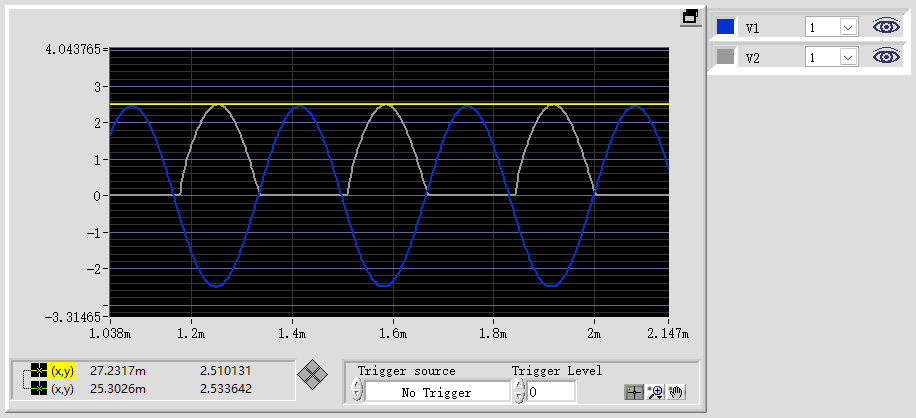 V1 1
V2 1
4.043765
3
2
1
0
-1
-2
-3.31465
1.038m 1.2m 1.4m 1.6m 1.8m 2m 2.147m
(x,y) 27.2317m 2.510131
(x,y) 25.3026m 2.533642
Trigger source Trigger Level
No Trigger 0